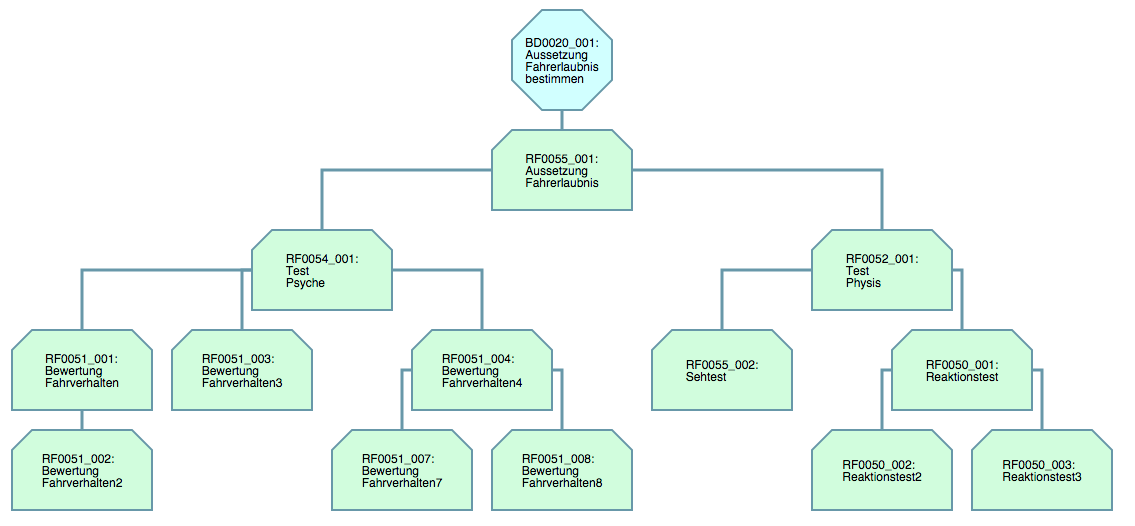 BD0020_001:
Aussetzung
Fahrerlaubnis
bestimmen
RF0055_001:
Aussetzung
Fahrerlaubnis
RF0054_001:
Test
Psyche
RF0052_001:
Test
Physis
RF0051_001:
Bewertung
Fahrverhalten
RF0051_003:
Bewertung
Fahrverhalten3
RF0051_004:
Bewertung
Fahrverhalten4
RF0055_002:
Sehtest
RF0050_001:
Reaktionstest
RF0051_002:
Bewertung
Fahrverhalten2
RF0051_007:
Bewertung
Fahrverhalten7
RF0051_008:
Bewertung
Fahrverhalten8
RF0050_002:
Reaktionstest2
RF0050_003:
Reaktionstest3